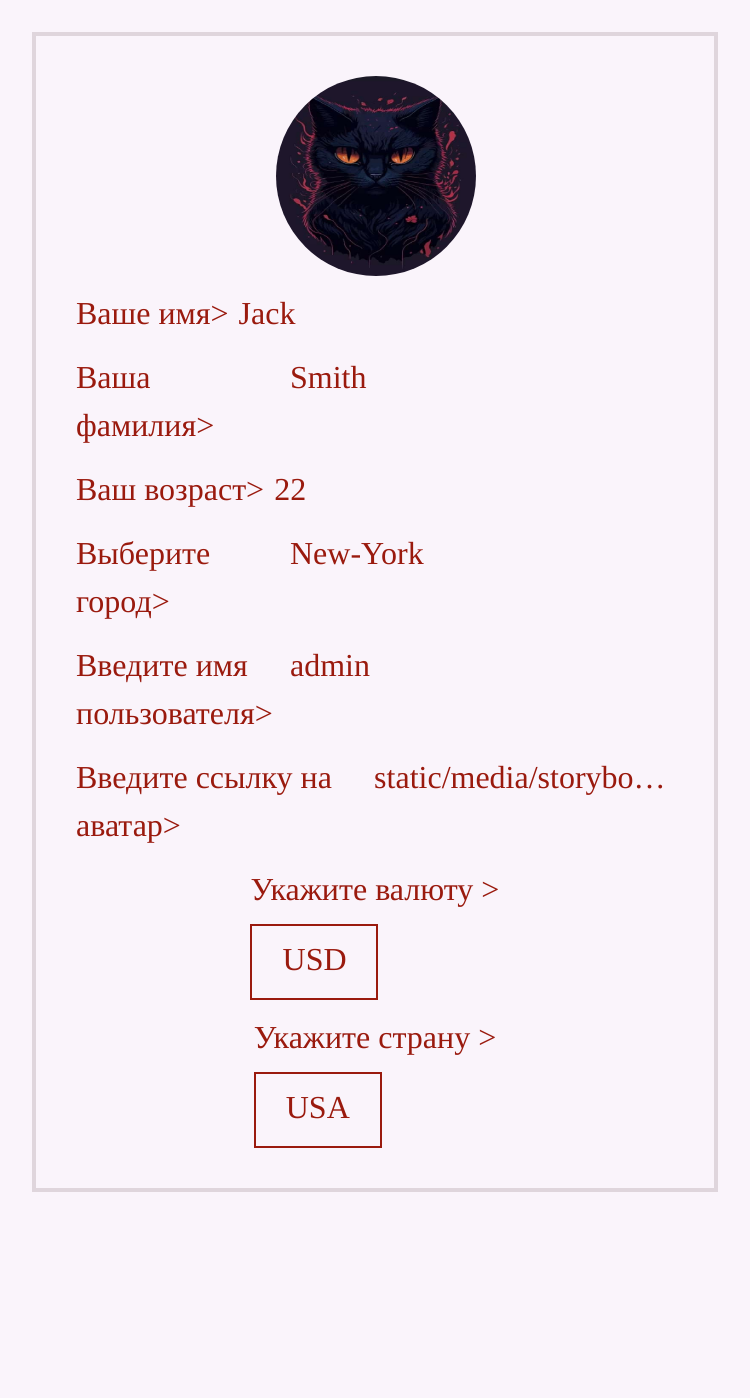 Ваше имя> Jack
Ваша Smith
фамилия>
Ваш возраст> 22
Выберите New-York
город>
Введите имя admin
пользователя>
Введите ссылку на static/media/storybo…
аватар>
Укажите валюту >
USD
Укажите страну >
USA